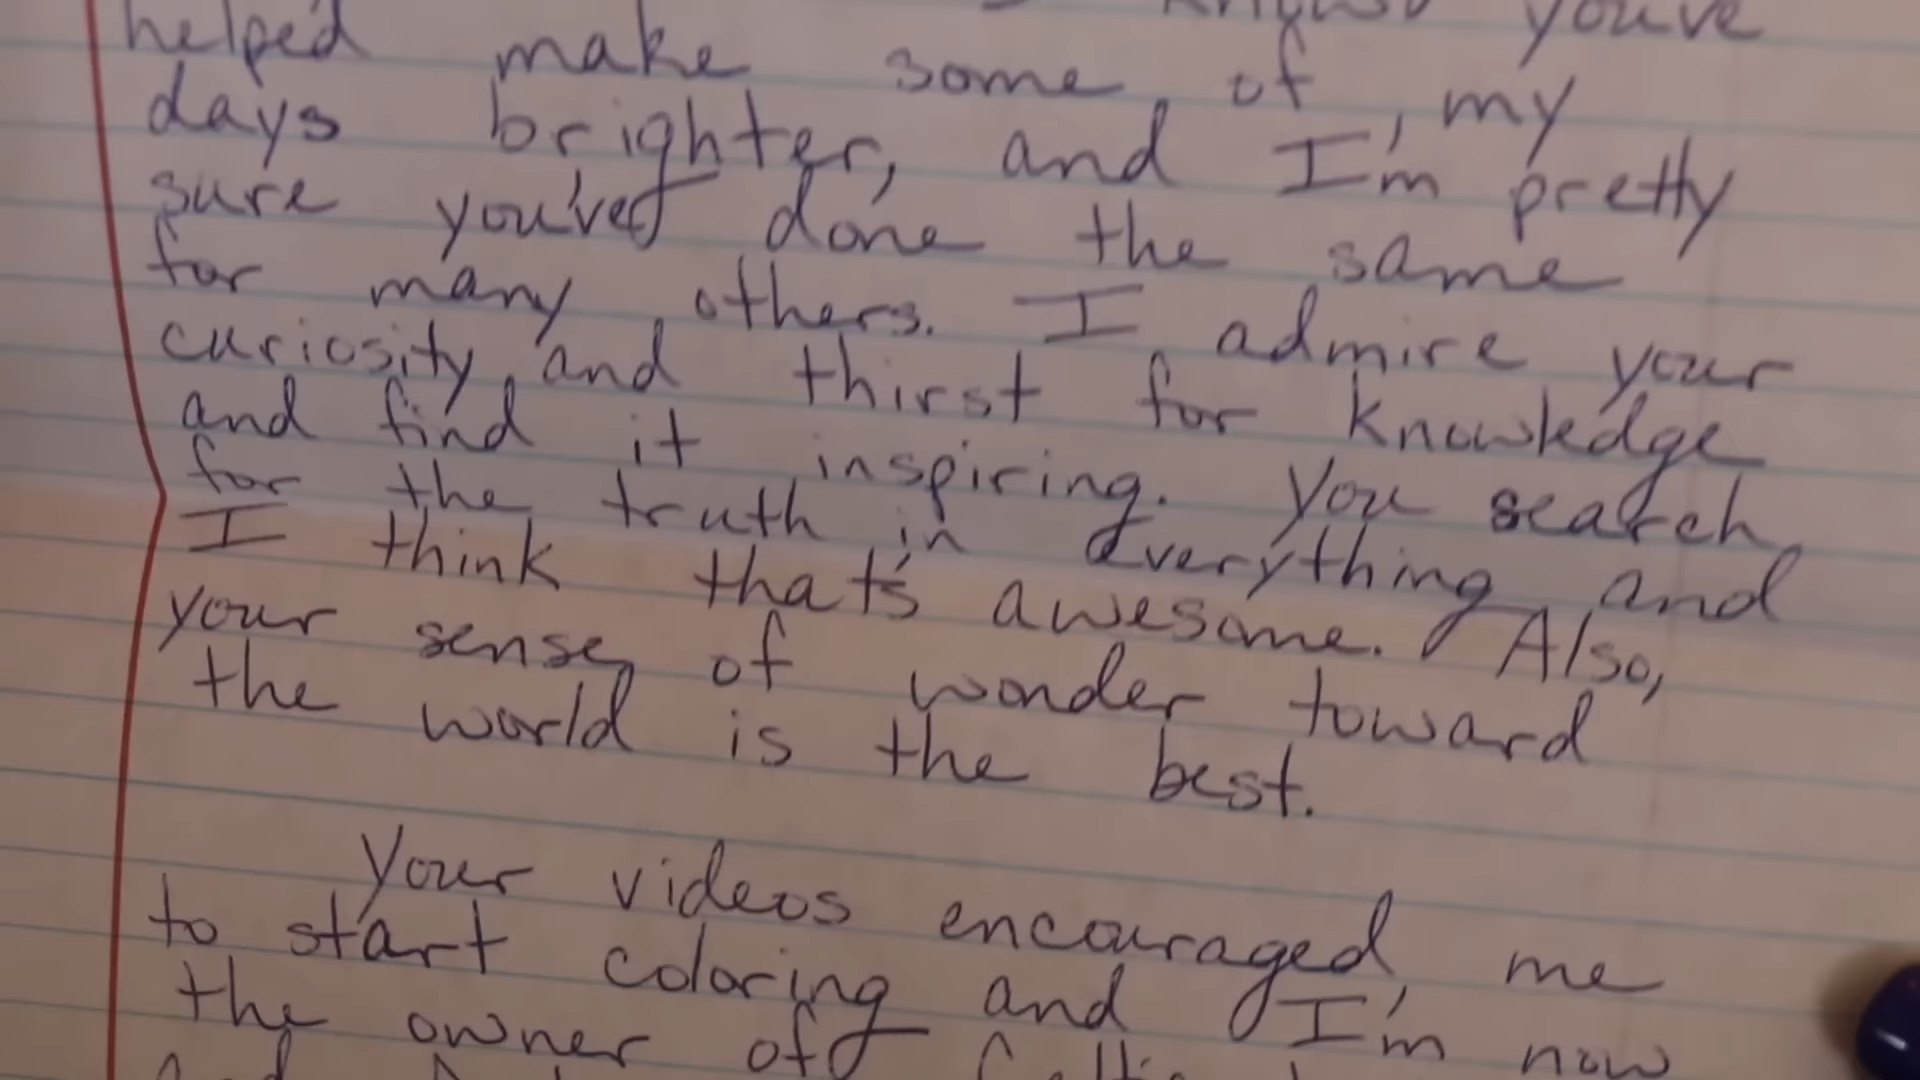 know you've
helped make some of my
days brighter, and I'm pretty
sure you've done the same
for many others. I admire your
curiosity and thirst for knowledge
and find it inspiring. You search
for the truth in everything and
I think that's awesome. Also,
your sense of wonder toward
the world is the best.
Your videos encouraged me
to start coloring and I'm now
the owner of